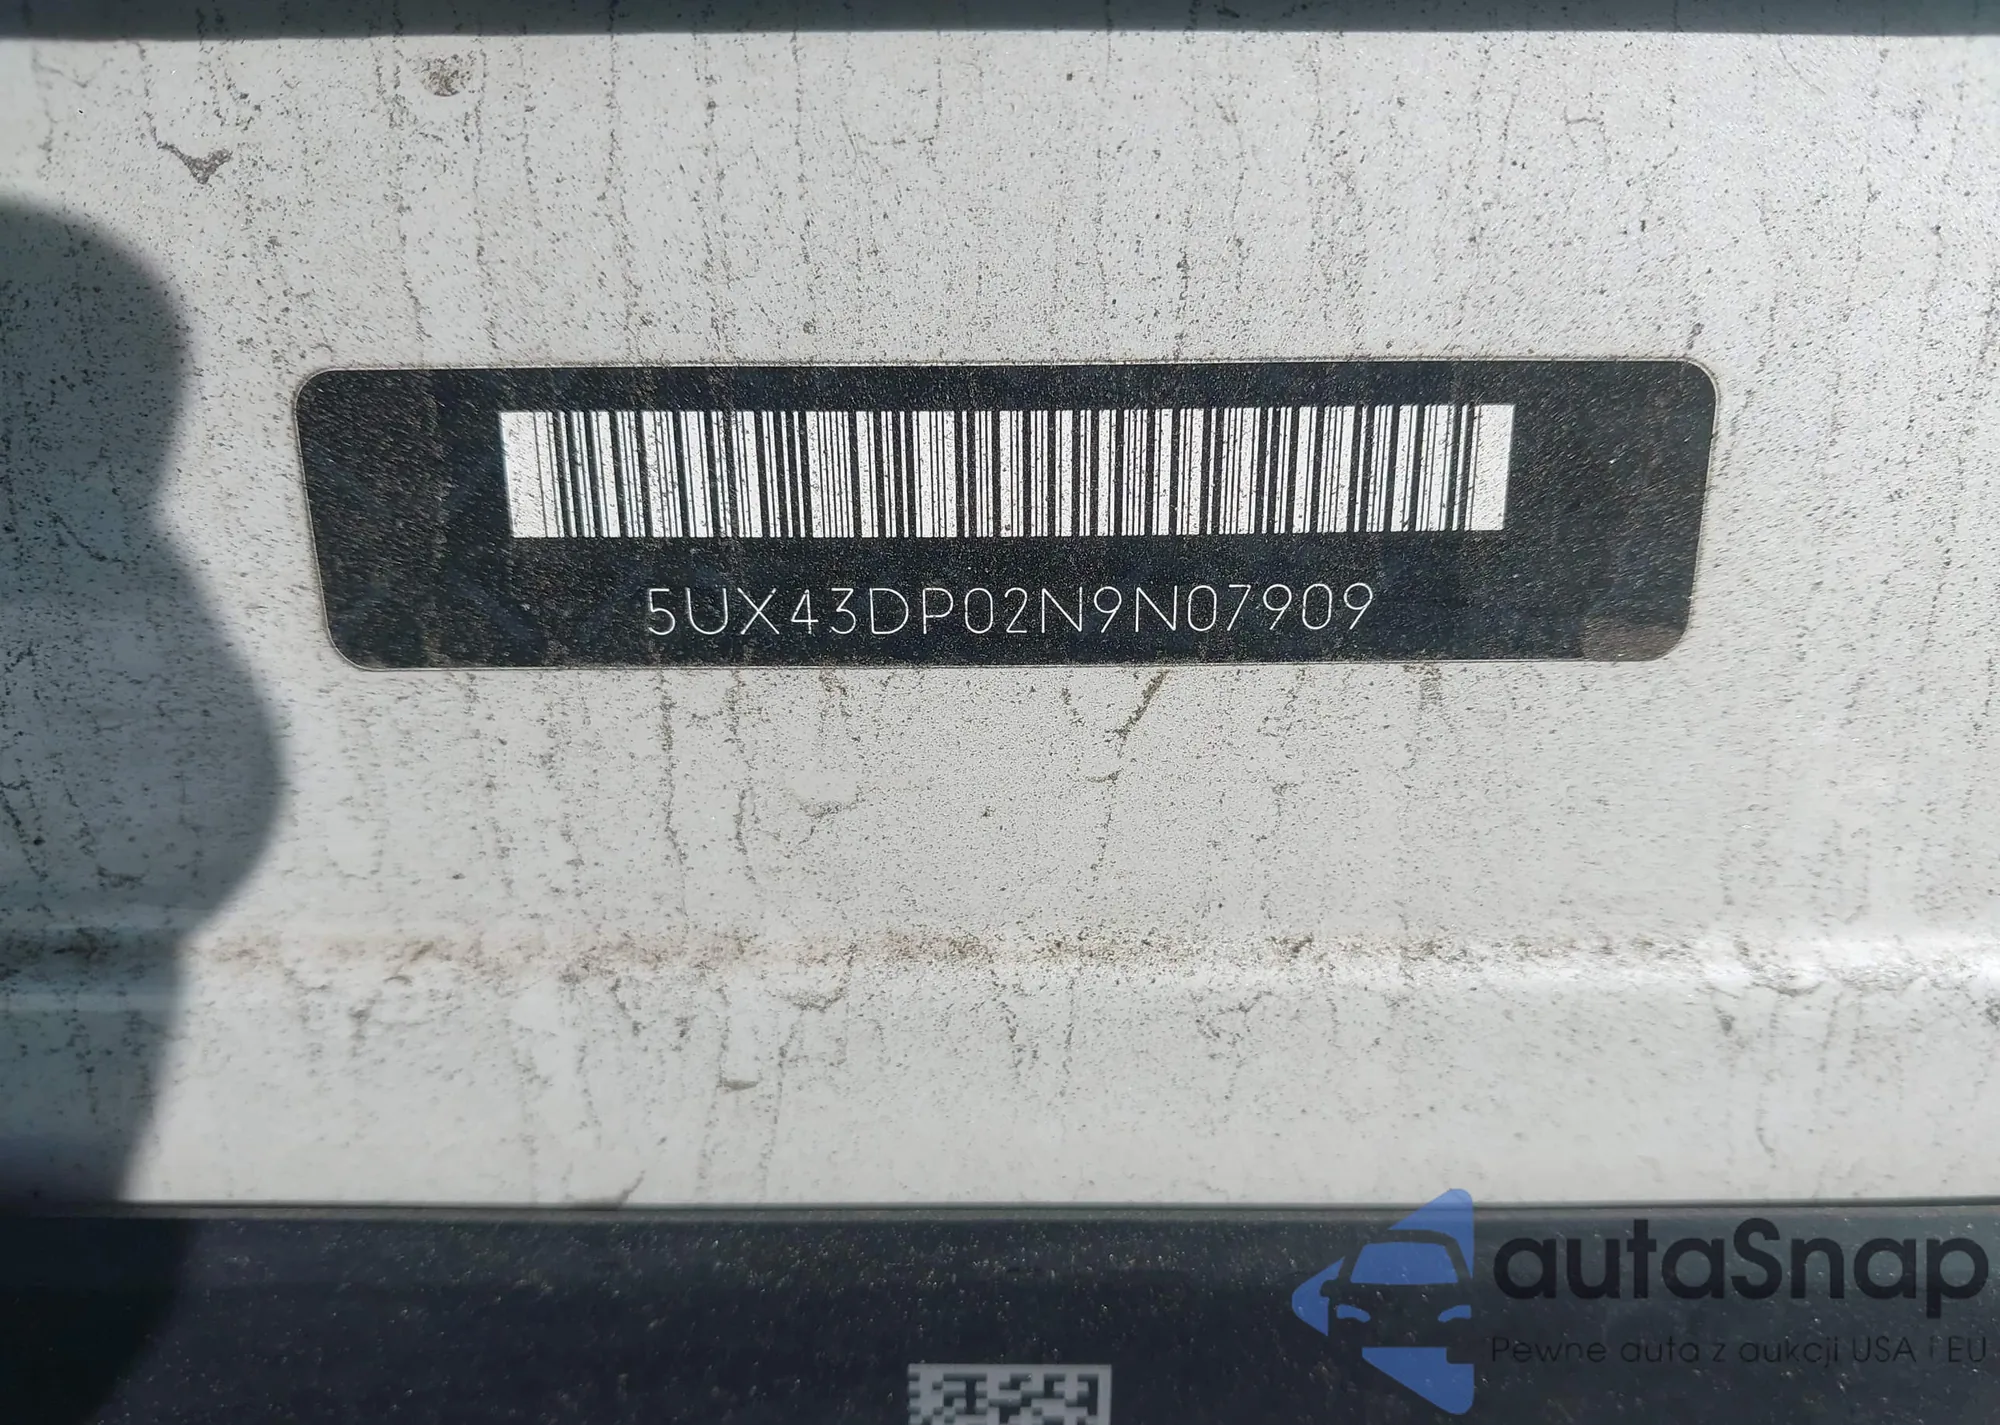 5UX43DP02N9N07909
autaSnap
Pewne auta z aukcji USA i EU